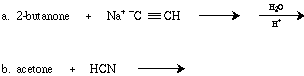 a. 2-butanone + Na⁺ ⁻C ≡CH ⟶ H₂O / H⁺ ⟶
b. acetone + HCN ⟶